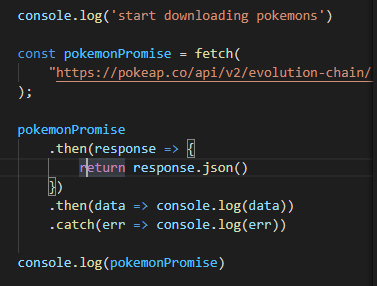 console.log('start downloading pokemons')
const pokemonPromise = fetch(
"https://pokeap.co/api/v2/evolution-chain/
);
pokemonPromise
.then(response => {
return response.json()
})
.then(data => console.log(data))
.catch(err => console.log(err))
console.log(pokemonPromise)